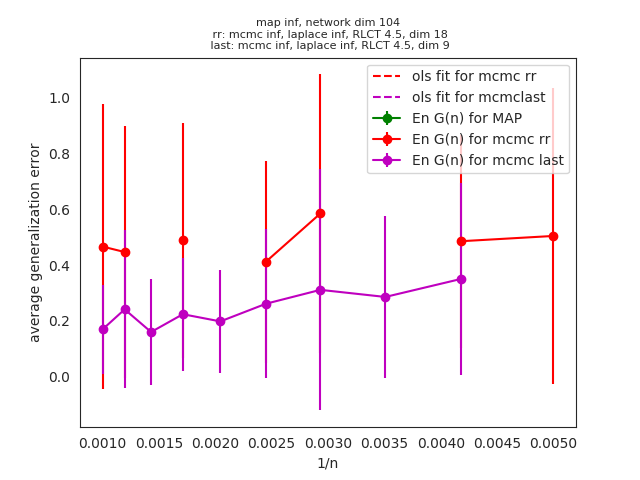 map inf, network dim 104
rr: mcmc inf, laplace inf, RLCT 4.5, dim 18
last: mcmc inf, laplace inf, RLCT 4.5, dim 9
ols fit for mcmc rr
ols fit for mcmclast
En G(n) for MAP
En G(n) for mcmc rr
En G(n) for mcmc last
average generalization error
1.0
0.8
0.6
0.4
0.2
0.0
0.0010 0.0015 0.0020 0.0025 0.0030 0.0035 0.0040 0.0045 0.0050
1/n